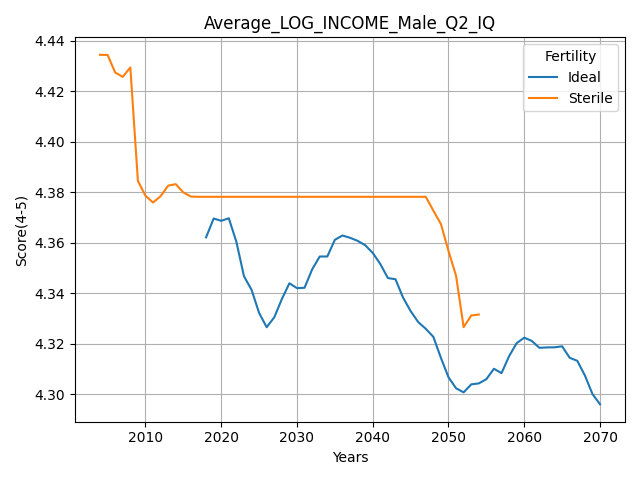 Average_LOG_INCOME_Male_Q2_IQ
Fertility
Ideal
Sterile
Score(4-5)
4.44
4.42
4.40
4.38
4.36
4.34
4.32
4.30
2010
2020
2030
2040
2050
2060
2070
Years